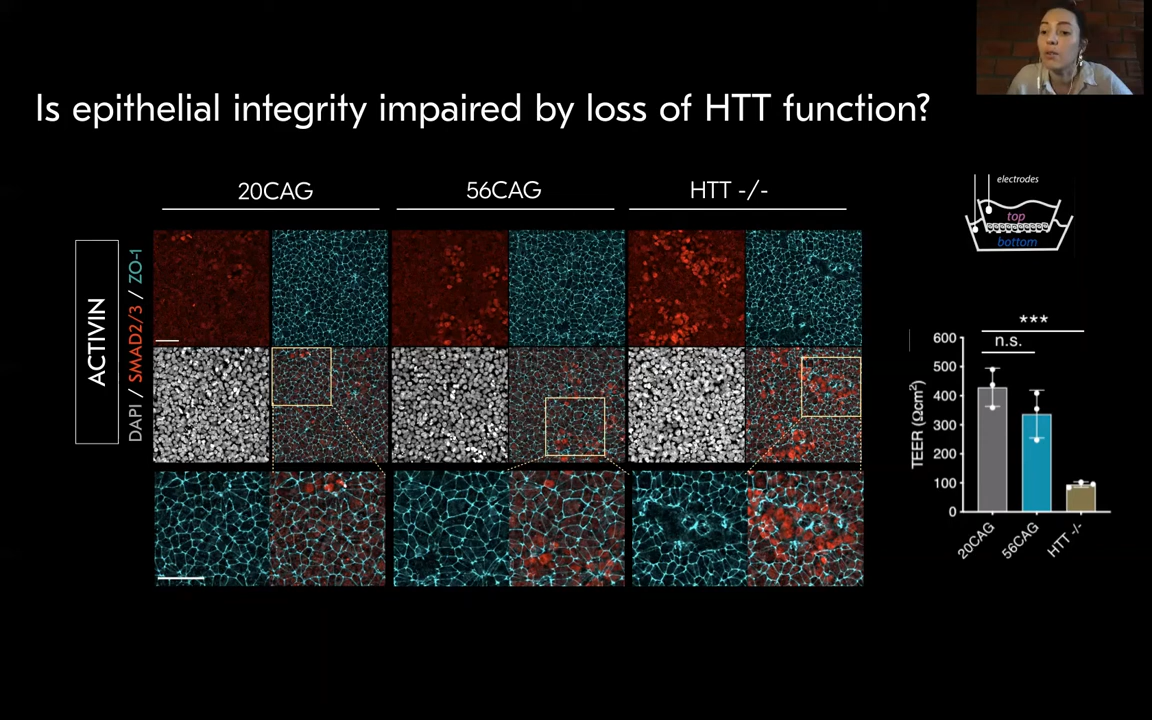 Is epithelial integrity impaired by loss of HTT function?
20CAG
56CAG
HTT -/-
ACTIVIN
DAPI / SMAD2/3 / ZO-1
electrodes
top
bottom
***
n.s.
600
500
400
300
200
100
0
TEER (Ωcm²)
20CAG
56CAG
HTT -/-